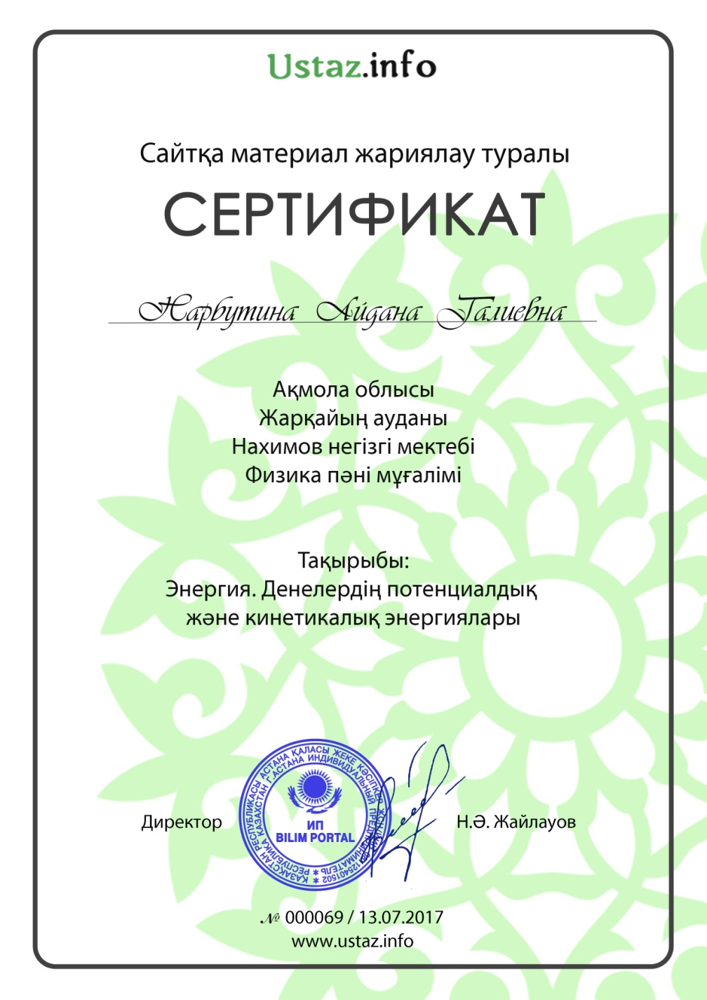 Ustaz.info
Сайтқа материал жариялау туралы
СЕРТИФИКАТ
Нарбутина Айдана Галиевна
Ақмола облысы
Жарқайың ауданы
Нахимов негізгі мектебі
Физика пәні мұғалімі
Тақырыбы:
Энергия. Денелердің потенциалдық
және кинетикалық энергиялары
Директор
ҚАЗАҚСТАН РЕСПУБЛИКАСЫ АСТАНА ҚАЛАСЫ ЖЕКЕ КӘСІПКЕР
РЕСПУБЛИКА КАЗАХСТАН Г.АСТАНА ИНДИВИДУАЛЬНЫЙ ПРЕДПРИНИМАТЕЛЬ
ИП
BILIM PORTAL
Н.Ә. Жайлауов
№ 000069 / 13.07.2017
www.ustaz.info